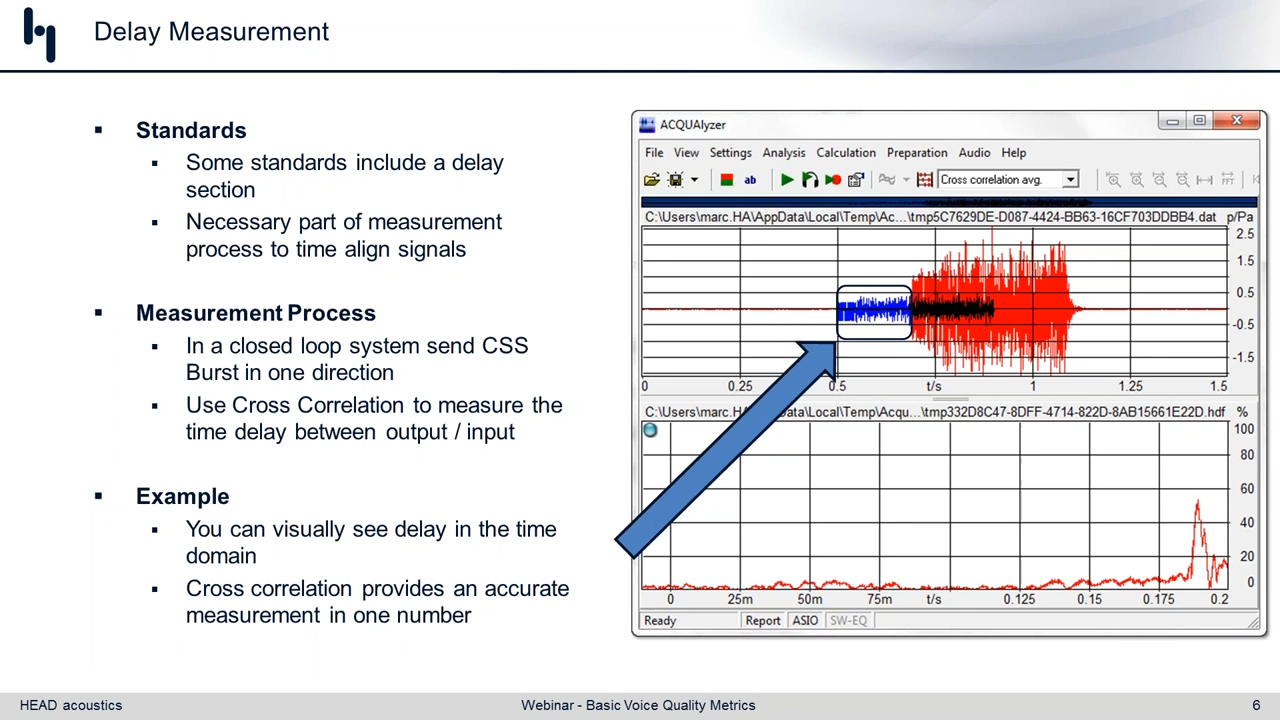 Delay Measurement
Standards
Some standards include a delay
section
Necessary part of measurement
process to time align signals
Measurement Process
In a closed loop system send CSS
Burst in one direction
Use Cross Correlation to measure the
time delay between output / input
Example
You can visually see delay in the time
domain
Cross correlation provides an accurate
measurement in one number
ACQUAlyzer
File View Settings Analysis Calculation Preparation Audio Help
ab Cross correlation avg. FFT
C:\Users\marc.HA\AppData\Local\Temp\Ac...\tmp5C7629DE-D087-4424-BB63-16CF703DDBB4.dat p/Pa
2.5
1.5
0.5
-0.5
-1.5
0 0.25 0.5 t/s 1 1.25 1.5
C:\Users\marc.HA\AppData\Local\Temp\Acqu...\tmp332D8C47-8DFF-4714-822D-8AB15661E22D.hdf %
100
80
60
40
20
0
0 25m 50m 75m t/s 0.125 0.15 0.175 0.2
Ready Report ASIO SW-EQ
HEAD acoustics Webinar - Basic Voice Quality Metrics 6